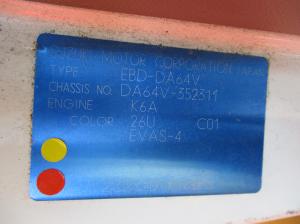 SUZUKI MOTOR CORPORATION JAPAN
TYPE EBD-DA64V
CHASSIS NO. DA64V-352311
ENGINE K6A
COLOR 26U C01
EVAS-4